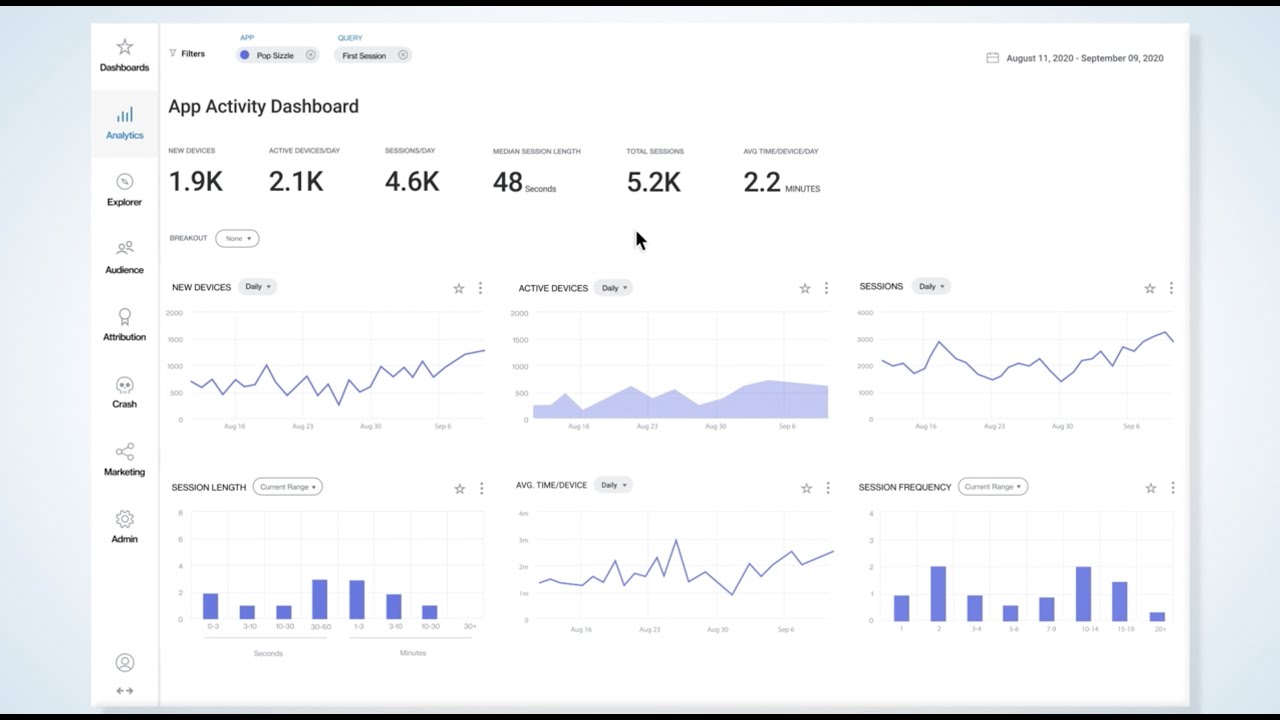 APP
QUERY
Filters
Pop Sizzle
First Session
August 11, 2020 - September 09, 2020
Dashboards
Analytics
Explorer
Audience
Attribution
Crash
Marketing
Admin
App Activity Dashboard
NEW DEVICES
ACTIVE DEVICES/DAY
SESSIONS/DAY
MEDIAN SESSION LENGTH
TOTAL SESSIONS
AVG TIME/DEVICE/DAY
1.9K
2.1K
4.6K
48 Seconds
5.2K
2.2 MINUTES
BREAKOUT
None
NEW DEVICES
Daily
2000
1500
1000
500
0
Aug 16
Aug 23
Aug 30
Sep 6
ACTIVE DEVICES
Daily
2000
1500
1000
500
0
Aug 16
Aug 23
Aug 30
Sep 6
SESSIONS
Daily
4000
3000
2000
1000
0
Aug 16
Aug 23
Aug 30
Sep 6
SESSION LENGTH
Current Range
8
6
4
2
0
0-3
3-10
10-30
30-60
1-3
3-10
10-30
30+
Seconds
Minutes
AVG. TIME/DEVICE
Daily
4m
3m
2m
1m
0
Aug 16
Aug 23
Aug 30
Sep 6
SESSION FREQUENCY
Current Range
4
3
2
1
0
1
2
3-4
5-6
7-9
10-14
15-19
20+